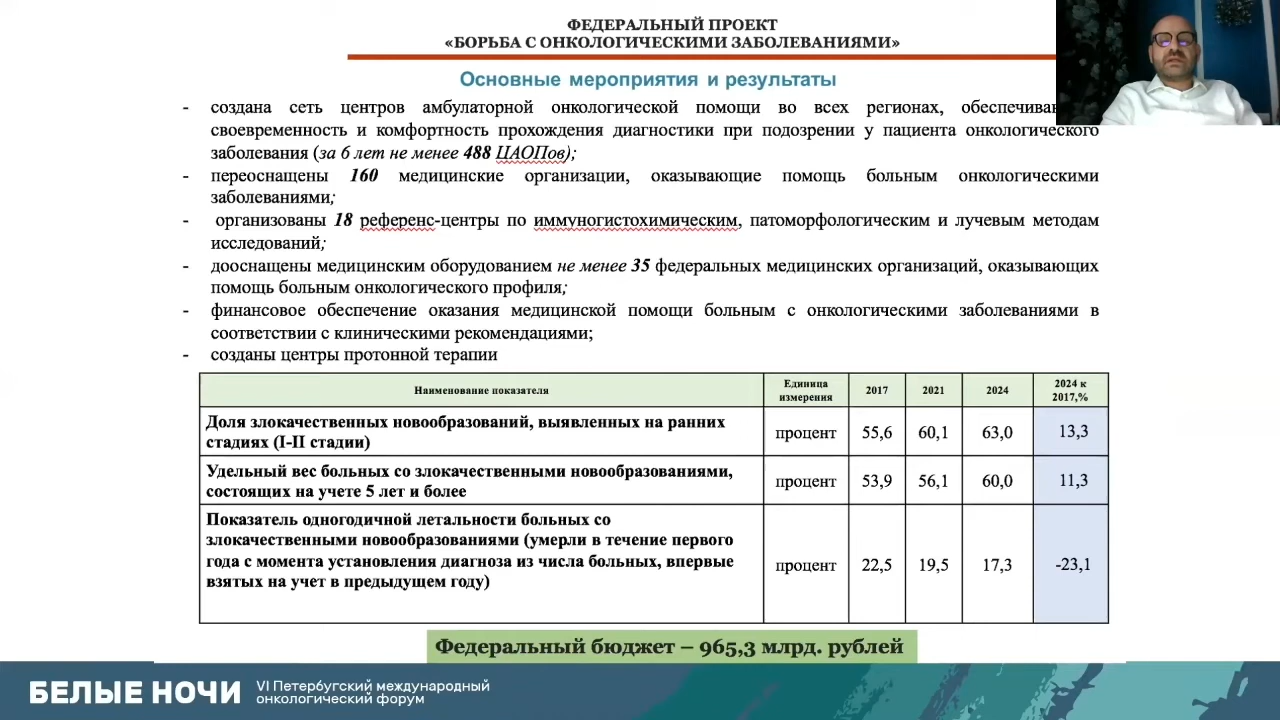 ФЕДЕРАЛЬНЫЙ ПРОЕКТ
«БОРЬБА С ОНКОЛОГИЧЕСКИМИ ЗАБОЛЕВАНИЯМИ»
Основные мероприятия и результаты
- создана сеть центров амбулаторной онкологической помощи во всех регионах,
своевременность и комфортность прохождения диагностики при подозрении у пациента онкологического
заболевания (за 6 лет не менее 488 ЦАОПов);
- переоснащены 160 медицинские организации, оказывающие помощь больным онкологическими
заболеваниями;
- организованы 18 референс-центры по иммуногистохимическим, патоморфологическим и лучевым методам
исследований;
- дооснащены медицинским оборудованием не менее 35 федеральных медицинских организаций, оказывающих
помощь больным онкологического профиля;
- финансовое обеспечение оказания медицинской помощи больным с онкологическими заболеваниями в
соответствии с клиническими рекомендациями;
- созданы центры протонной терапии
Наименование показателя Единица измерения 2017 2021 2024 2024 к 2017,%
Доля злокачественных новообразований, выявленных на ранних
стадиях (I-II стадии) процент 55,6 60,1 63,0 13,3
Удельный вес больных со злокачественными новообразованиями,
состоящих на учете 5 лет и более процент 53,9 56,1 60,0 11,3
Показатель одногодичной летальности больных со
злокачественными новообразованиями (умерли в течение первого
года с момента установления диагноза из числа больных, впервые
взятых на учет в предыдущем году) процент 22,5 19,5 17,3 -23,1
Федеральный бюджет – 965,3 млрд. рублей
БЕЛЫЕ НОЧИ
VI Петербургский международный
онкологический форум